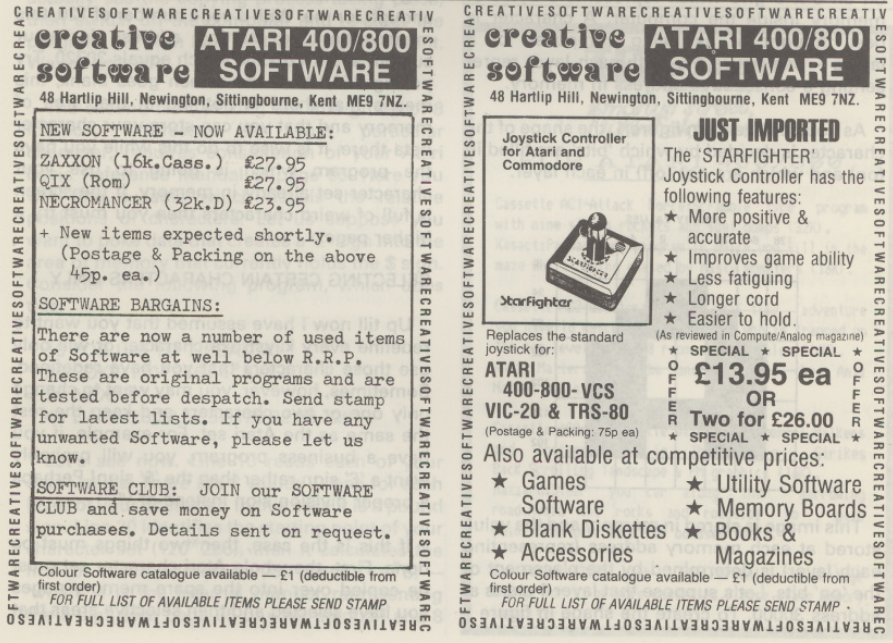 CREATIVESOFTWARECREATIVESOFTWARECREATIVESOFTWARECREATIV
creative software
ATARI 400/800
SOFTWARE
48 Hartlip Hill, Newington, Sittingbourne, Kent ME9 7NZ.
NEW SOFTWARE - NOW AVAILABLE:
ZAXXON (16k.Cass.) £27.95
QIX (Rom) £27.95
NECROMANCER (32k.D) £23.95
+ New items expected shortly.
(Postage & Packing on the above
45p. ea.)
SOFTWARE BARGAINS:
There are now a number of used items
of Software at well below R.R.P.
These are original programs and are
tested before despatch. Send stamp
for latest lists. If you have any
unwanted Software, please let us
know.
SOFTWARE CLUB: JOIN our SOFTWARE
CLUB and save money on Software
purchases. Details sent on request.
Colour Software catalogue available — £1 (deductible from
first order)
FOR FULL LIST OF AVAILABLE ITEMS PLEASE SEND STAMP
CREATIVESOFTWARECREATIVESOFTWARECREATIVESOFTWARECREATIV
creative software
ATARI 400/800
SOFTWARE
48 Hartlip Hill, Newington, Sittingbourne, Kent ME9 7NZ.
Joystick Controller
for Atari and
Commodore
STARFIGHTER
Starfighter
Replaces the standard
joystick for:
ATARI
400-800-VCS
VIC-20 & TRS-80
(Postage & Packing: 75p ea)
JUST IMPORTED
The 'STARFIGHTER'
Joystick Controller has the
following features:
★ More positive &
accurate
★ Improves game ability
★ Less fatiguing
★ Longer cord
★ Easier to hold.
(As reviewed in Compute/Analog magazine)
★ SPECIAL ★ SPECIAL ★
OFFER
£13.95 ea
OR
Two for £26.00
OFFER
★ SPECIAL ★ SPECIAL ★
Also available at competitive prices:
★ Games
Software
★ Blank Diskettes
★ Accessories
★ Utility Software
★ Memory Boards
★ Books &
Magazines
Colour Software catalogue available — £1 (deductible from
first order)
FOR FULL LIST OF AVAILABLE ITEMS PLEASE SEND STAMP